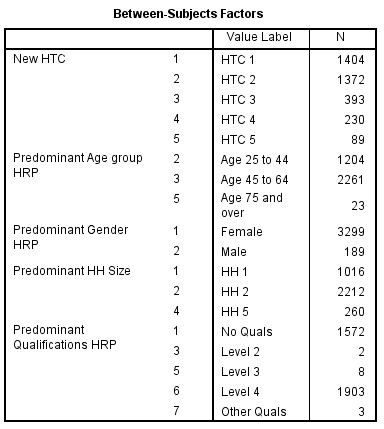 Between-Subjects Factors
Value Label N
New HTC 1 HTC 1 1404
2 HTC 2 1372
3 HTC 3 393
4 HTC 4 230
5 HTC 5 89
Predominant Age group HRP 2 Age 25 to 44 1204
3 Age 45 to 64 2261
5 Age 75 and over 23
Predominant Gender HRP 1 Female 3299
2 Male 189
Predominant HH Size 1 HH 1 1016
2 HH 2 2212
4 HH 5 260
Predominant Qualifications HRP 1 No Quals 1572
3 Level 2 2
5 Level 3 8
6 Level 4 1903
7 Other Quals 3